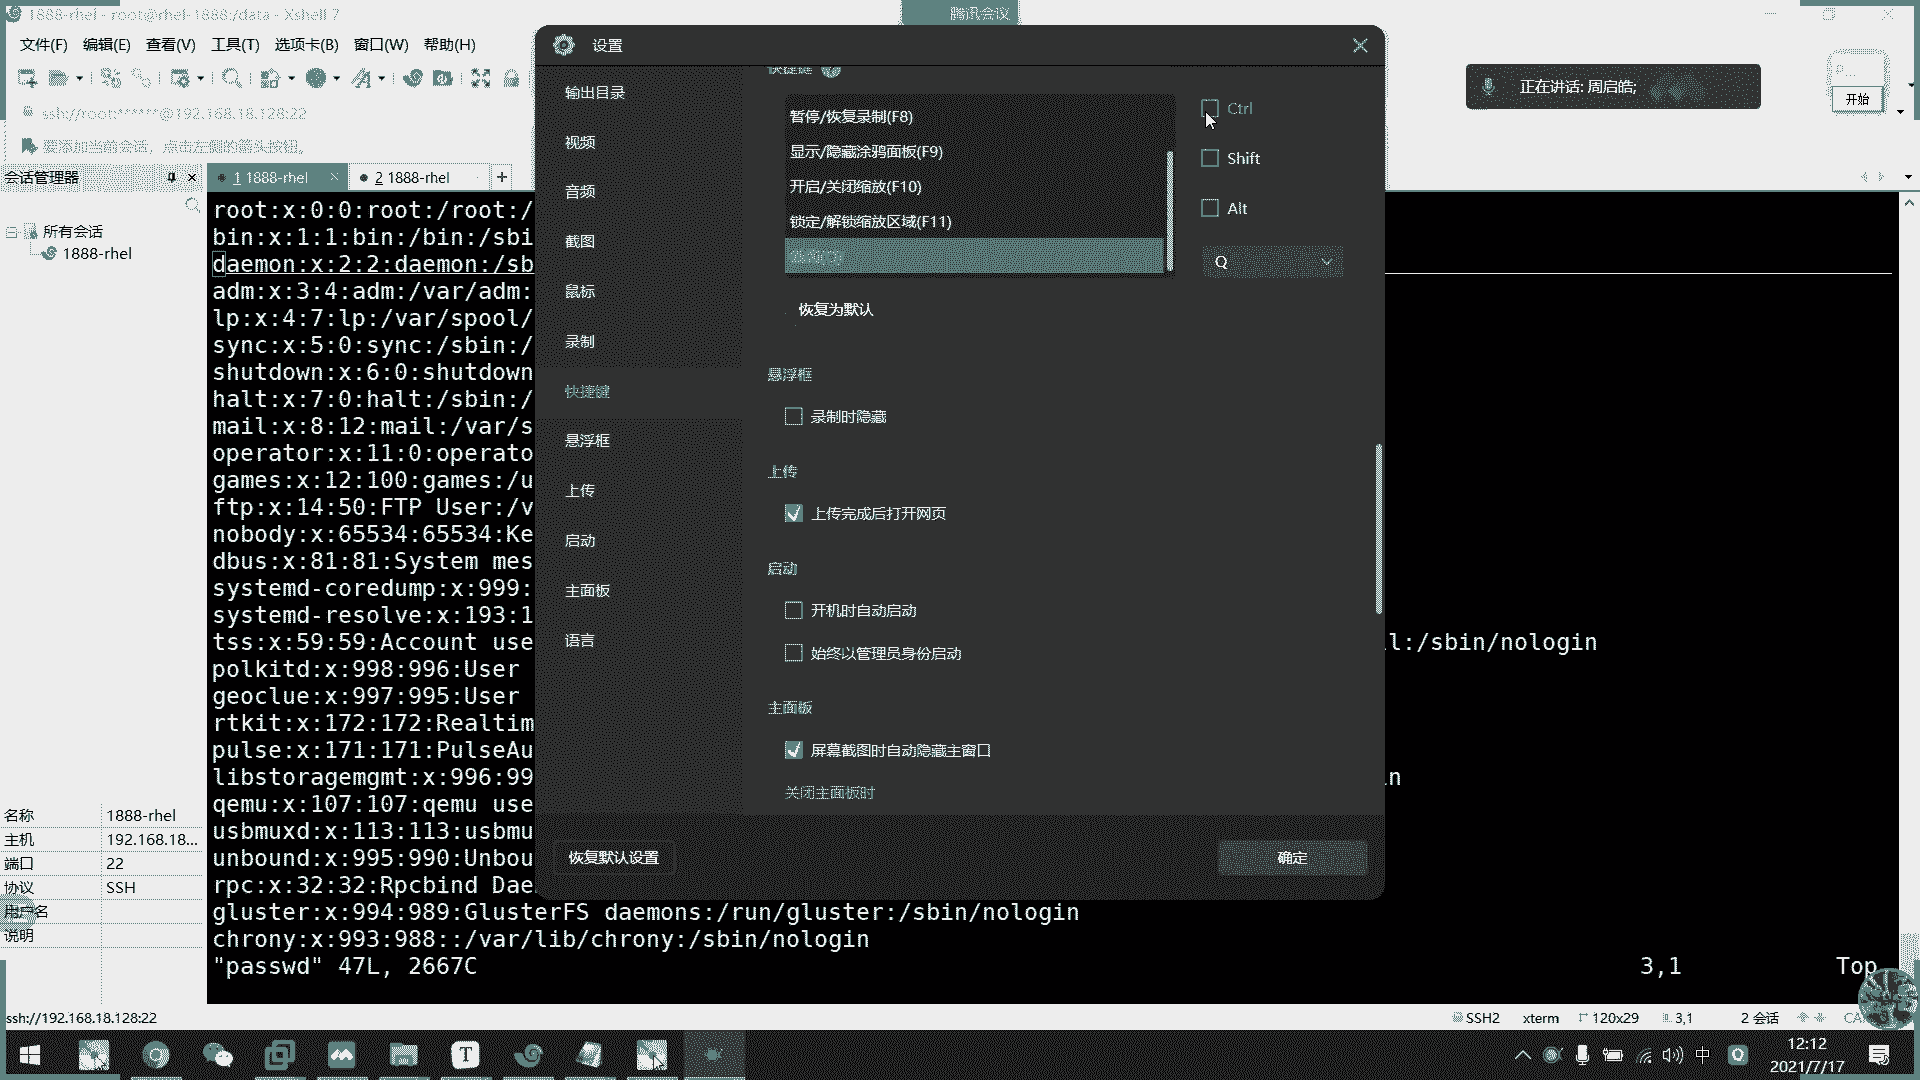 1888-rhel - root@rhel-1888:/data - Xshell 7
腾讯会议
文件(F) 编辑(E) 查看(V) 工具(T) 选项卡(B) 窗口(W) 帮助(H)
ssh://root:******@192.168.18.128:22
要添加当前会话，点击左侧的箭头按钮。
会话管理器
1 1888-rhel
2 1888-rhel
所有会话
1888-rhel
正在讲话: 周启皓;
开始
root:x:0:0:root:/root:/
bin:x:1:1:bin:/bin:/sbi
daemon:x:2:2:daemon:/sb
adm:x:3:4:adm:/var/adm:
lp:x:4:7:lp:/var/spool/
sync:x:5:0:sync:/sbin:/
shutdown:x:6:0:shutdown
halt:x:7:0:halt:/sbin:/
mail:x:8:12:mail:/var/s
operator:x:11:0:operato
games:x:12:100:games:/u
ftp:x:14:50:FTP User:/v
nobody:x:65534:65534:Ke
dbus:x:81:81:System mes
systemd-coredump:x:999:
systemd-resolve:x:193:1
tss:x:59:59:Account use
l:/sbin/nologin
polkitd:x:998:996:User
geoclue:x:997:995:User
rtkit:x:172:172:Realtim
pulse:x:171:171:PulseAu
libstoragemgmt:x:996:99
n
qemu:x:107:107:qemu use
usbmuxd:x:113:113:usbmu
unbound:x:995:990:Unbou
rpc:x:32:32:Rpcbind Dae
gluster:x:994:989:GlusterFS daemons:/run/gluster:/sbin/nologin
chrony:x:993:988::/var/lib/chrony:/sbin/nologin
"passwd" 47L, 2667C
3,1
Top
设置
输出目录
视频
音频
截图
鼠标
录制
快捷键
悬浮框
上传
启动
主面板
语言
快捷键
暂停/恢复录制(F8)
显示/隐藏涂鸦面板(F9)
开启/关闭缩放(F10)
锁定/解锁缩放区域(F11)
Ctrl
Shift
Alt
Q
恢复为默认
悬浮框
录制时隐藏
上传
上传完成后打开网页
启动
开机时自动启动
始终以管理员身份启动
主面板
屏幕截图时自动隐藏主窗口
关闭主面板时
恢复默认设置
确定
名称 1888-rhel
主机 192.168.18...
端口 22
协议 SSH
用户名
说明
ssh://192.168.18.128:22
SSH2
xterm
120x29
3,1
2 会话
中
12:12
2021/7/17